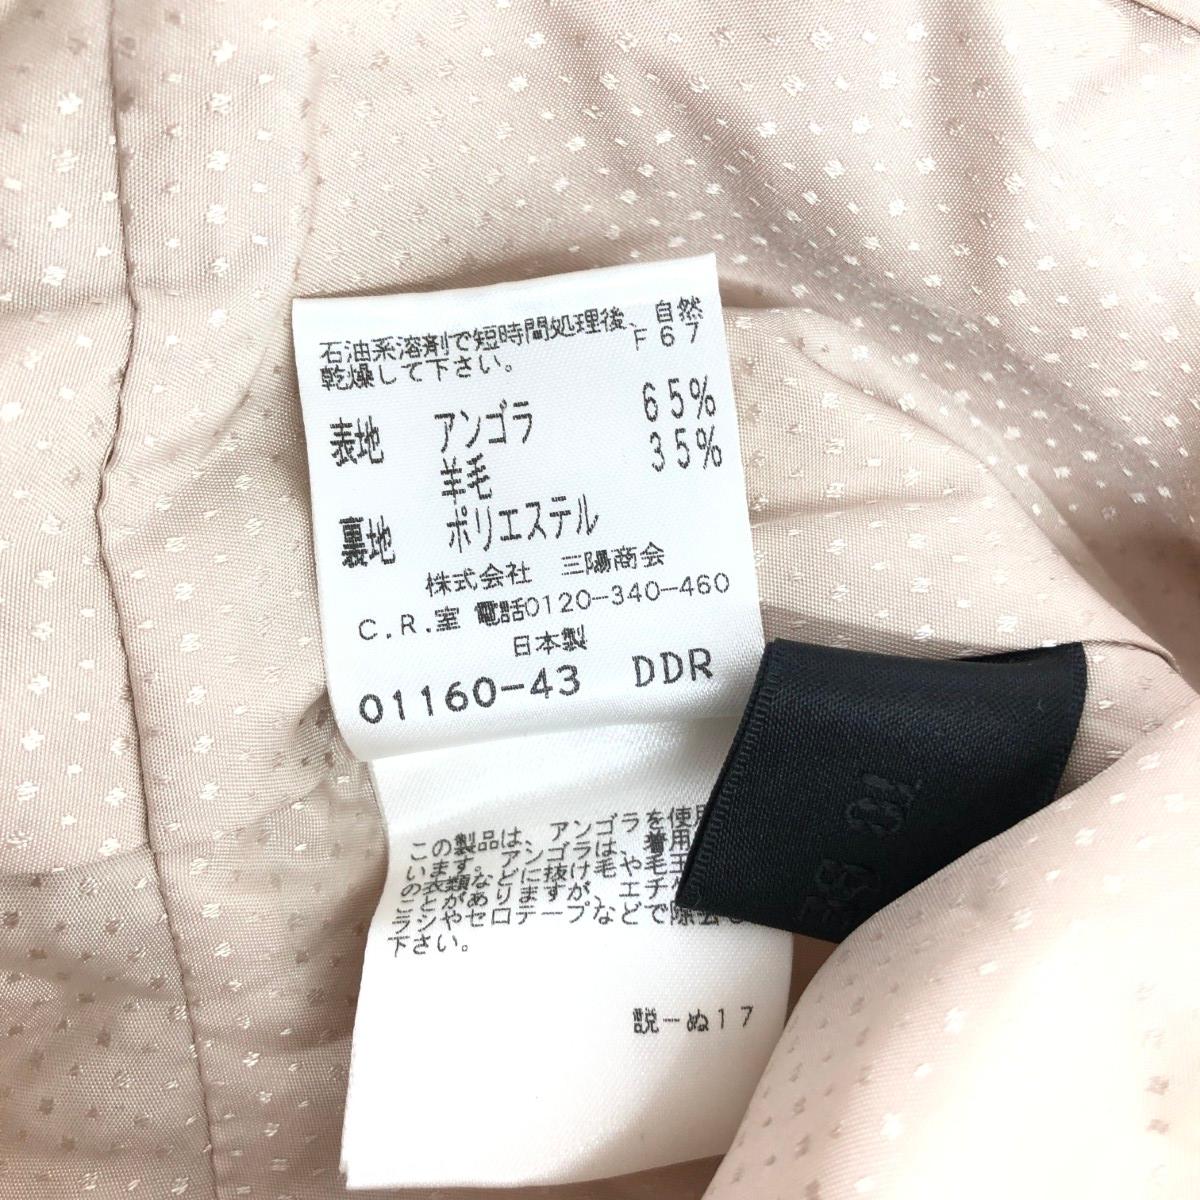 石油系溶剤で短時間処理後、自然
乾燥して下さい。 F67
表地 アンゴラ 65%
羊毛 35%
裏地 ポリエステル
株式会社 三陽商会
C.R.室 電話0120-340-460
日本製
01160-43 DDR
この製品は、アンゴラを使用
います。アンゴラは、着用
の衣類などに抜け毛や毛玉
ことがありますが、エチケ
ラシやセロテープなどで除去
下さい。
説ーぬ17